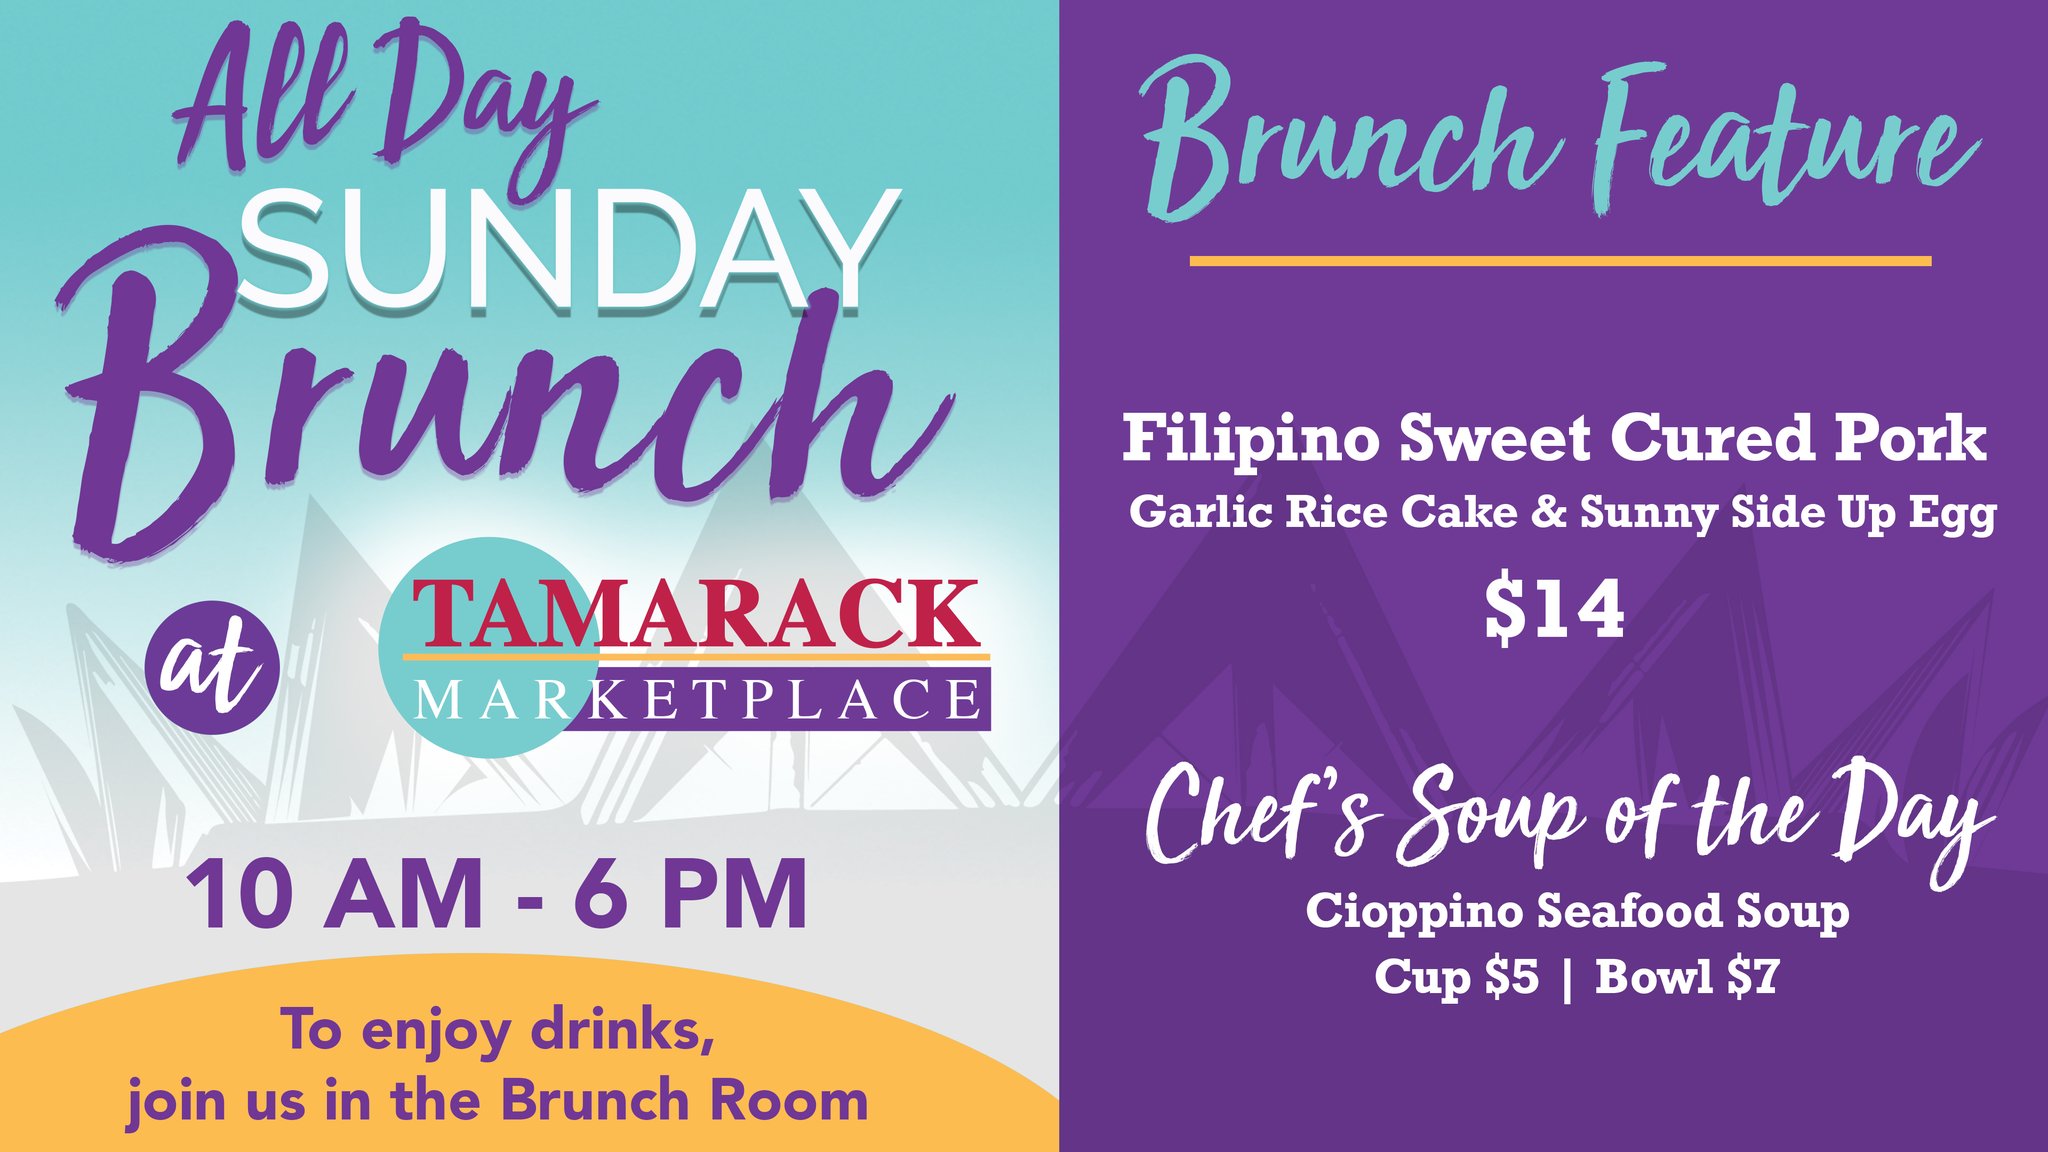 All Day
SUNDAY
Brunch
at
TAMARACK
MARKETPLACE
10 AM - 6 PM
To enjoy drinks,
join us in the Brunch Room
Brunch Feature
Filipino Sweet Cured Pork
Garlic Rice Cake & Sunny Side Up Egg
$14
Chef's Soup of the Day
Cioppino Seafood Soup
Cup $5 | Bowl $7